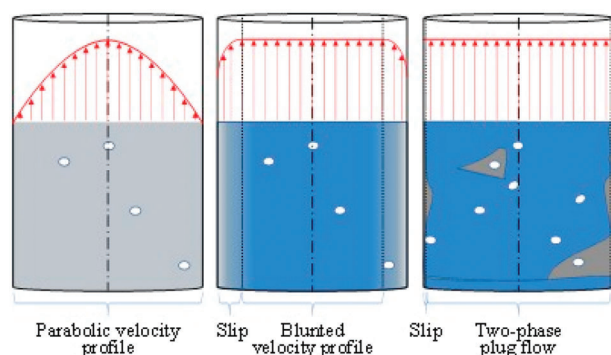 Parabolic velocity
profile
Slip
Blunted
velocity profile
Slip
Two-phase
plug flow